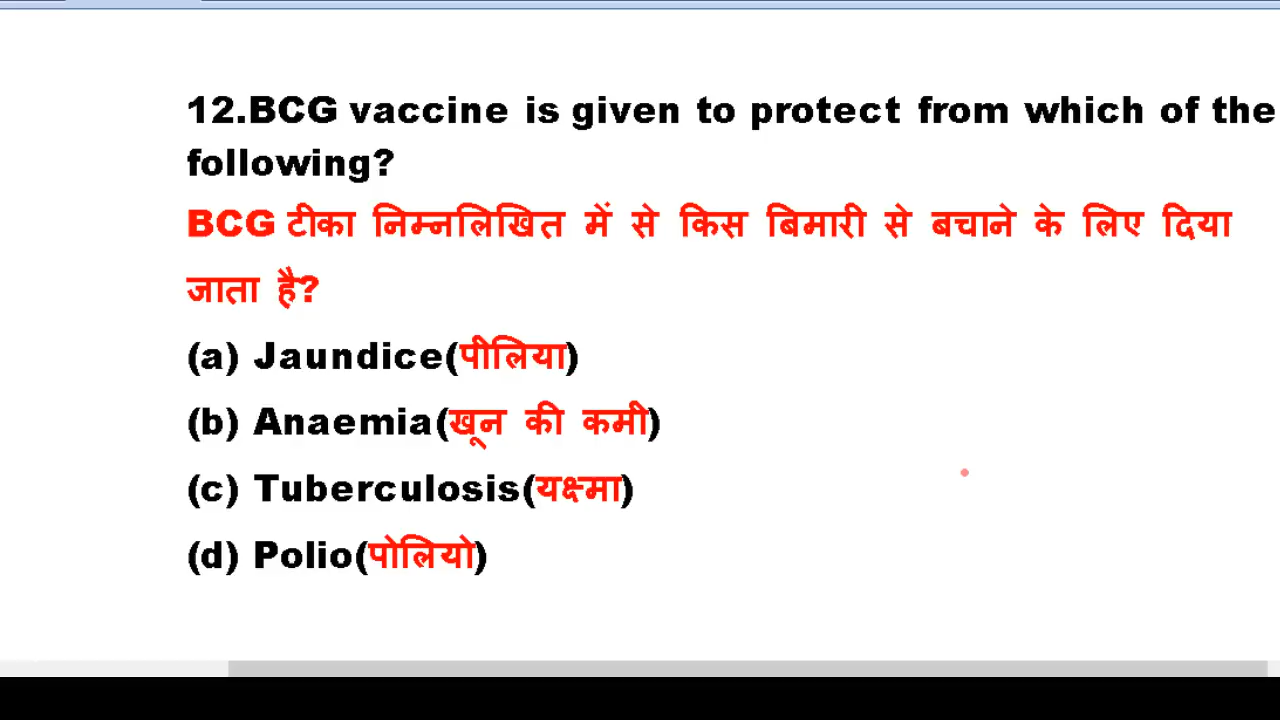 12.BCG vaccine is given to protect from which of the
following?
BCG टीका निम्नलिखित में से किस बिमारी से बचाने के लिए दिया
जाता है?
(a) Jaundice(पीलिया)
(b) Anaemia(खून की कमी)
(c) Tuberculosis(यक्ष्मा)
(d) Polio(पोलियो)